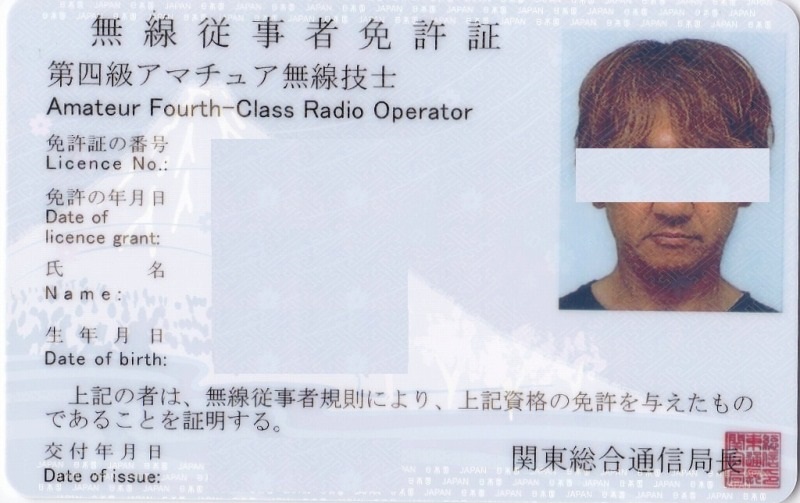 無線従事者免許証
第四級アマチュア無線技士
Amateur Fourth-Class Radio Operator
免許証の番号
Licence No.:
免許の年月日
Date of
licence grant:
氏名
Name:
生年月日
Date of birth:
上記の者は、無線従事者規則により、上記資格の免許を与えたもの
であることを証明する。
交付年月日
Date of issue:
関東総合通信局長